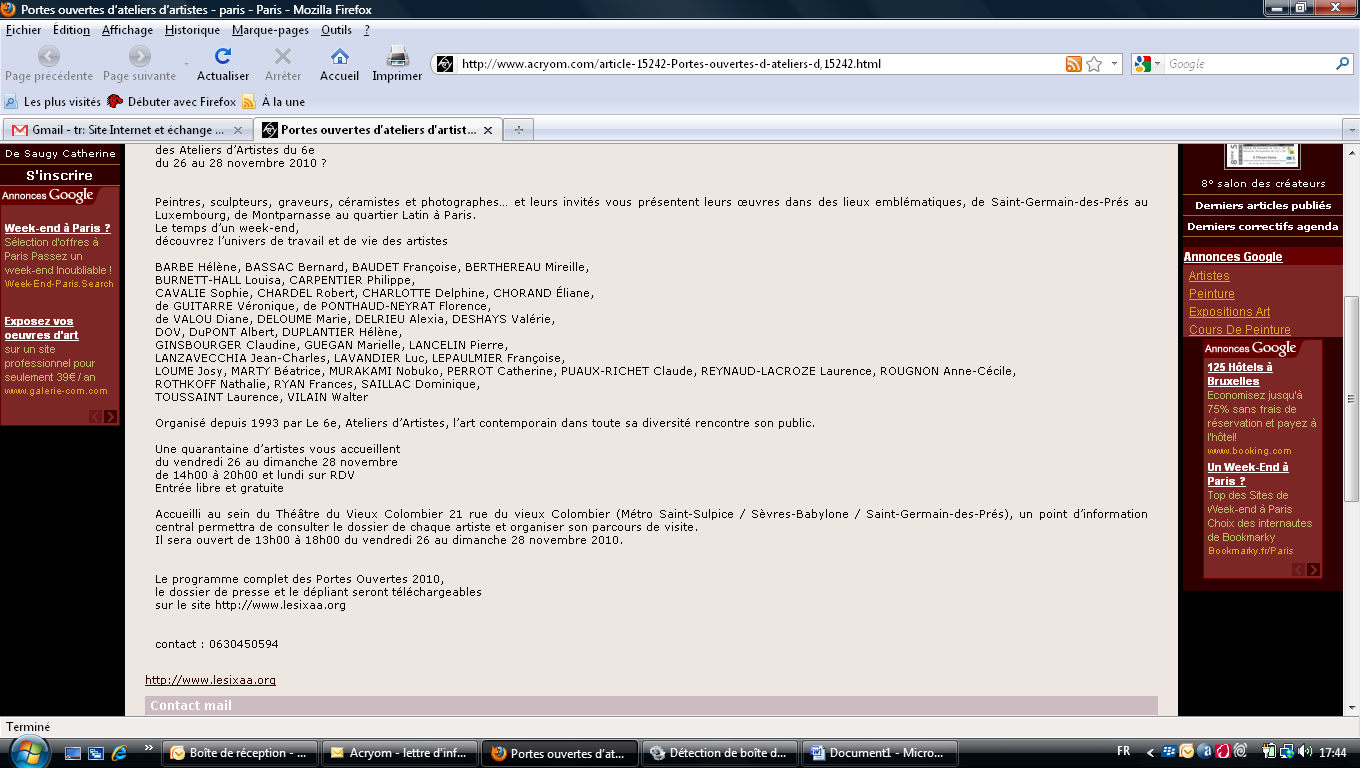 Portes ouvertes d'ateliers d'artistes - paris - Paris - Mozilla Firefox
Fichier Édition Affichage Historique Marque-pages Outils ?
Page précédente Page suivante Actualiser Arrêter Accueil Imprimer
http://www.acryom.com/article-15242-Portes-ouvertes-d-ateliers-d,15242.html
Google
Les plus visités Débuter avec Firefox À la une
Gmail - tr: Site Internet et échange ...
Portes ouvertes d'ateliers d'artist...
De Saugy Catherine
S'inscrire
Annonces Google
Week-end à Paris ?
Sélection d'offres à
Paris Passez un
week-end Inoubliable !
Week-End-Paris.Search
Exposez vos
oeuvres d'art
sur un site
professionnel pour
seulement 39€ / an
www.galerie-com.com
des Ateliers d'Artistes du 6e
du 26 au 28 novembre 2010 ?
Peintres, sculpteurs, graveurs, céramistes et photographes... et leurs invités vous présentent leurs œuvres dans des lieux emblématiques, de Saint-Germain-des-Prés au
Luxembourg, de Montparnasse au quartier Latin à Paris.
Le temps d'un week-end,
découvrez l'univers de travail et de vie des artistes
BARBE Hélène, BASSAC Bernard, BAUDET Françoise, BERTHEREAU Mireille,
BURNETT-HALL Louisa, CARPENTIER Philippe,
CAVALIE Sophie, CHARDEL Robert, CHARLOTTE Delphine, CHORAND Éliane,
de GUITARRE Véronique, de PONTHAUD-NEYRAT Florence,
de VALOU Diane, DELOUME Marie, DELRIEU Alexia, DESHAYS Valérie,
DOV, DuPONT Albert, DUPLANTIER Hélène,
GINSBOURGER Claudine, GUEGAN Marielle, LANCELIN Pierre,
LANZAVECCHIA Jean-Charles, LAVANDIER Luc, LEPAULMIER Françoise,
LOUME Josy, MARTY Béatrice, MURAKAMI Nobuko, PERROT Catherine, PUAUX-RICHET Claude, REYNAUD-LACROZE Laurence, ROUGNON Anne-Cécile,
ROTHKOFF Nathalie, RYAN Frances, SAILLAC Dominique,
TOUSSAINT Laurence, VILAIN Walter
Organisé depuis 1993 par Le 6e, Ateliers d'Artistes, l'art contemporain dans toute sa diversité rencontre son public.
Une quarantaine d'artistes vous accueillent
du vendredi 26 au dimanche 28 novembre
de 14h00 à 20h00 et lundi sur RDV
Entrée libre et gratuite
Accueilli au sein du Théâtre du Vieux Colombier 21 rue du vieux Colombier (Métro Saint-Sulpice / Sèvres-Babylone / Saint-Germain-des-Prés), un point d'information
central permettra de consulter le dossier de chaque artiste et organiser son parcours de visite.
Il sera ouvert de 13h00 à 18h00 du vendredi 26 au dimanche 28 novembre 2010.
Le programme complet des Portes Ouvertes 2010,
le dossier de presse et le dépliant seront téléchargeables
sur le site http://www.lesixaa.org
contact : 0630450594
http://www.lesixaa.org
Contact mail
8° salon des créateurs
Derniers articles publiés
Derniers correctifs agenda
Annonces Google
Artistes
Peinture
Expositions Art
Cours De Peinture
Annonces Google
125 Hôtels à
Bruxelles
Economisez jusqu'à
75% sans frais de
réservation et payez à
l'hôtel!
www.booking.com
Un Week-End à
Paris ?
Top des Sites de
Week-end à Paris
Choix des internautes
de Bookmarky
Bookmarky.fr/Paris
Terminé
Boîte de réception - ...
Acryom - lettre d'inf...
Portes ouvertes d'at...
Détection de boîte d...
Document1 - Micro...
FR
17:44